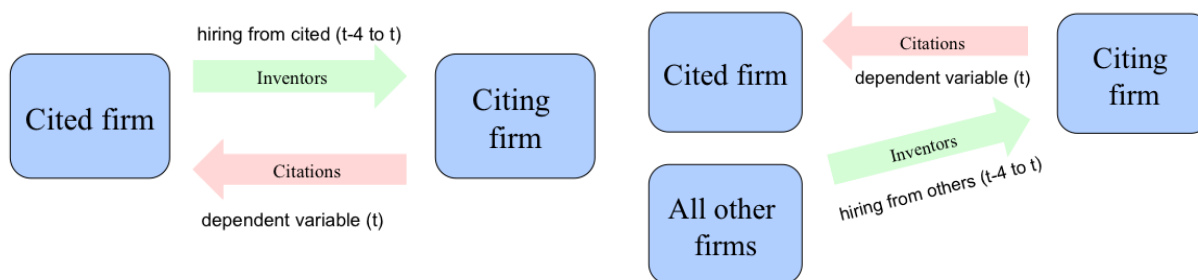 hiring from cited (t-4 to t)
Inventors
Cited firm
Citing
firm
Citations
dependent variable (t)
Citations
dependent variable (t)
Cited firm
Citing
firm
Inventors
hiring from others (t-4 to t)
All other
firms